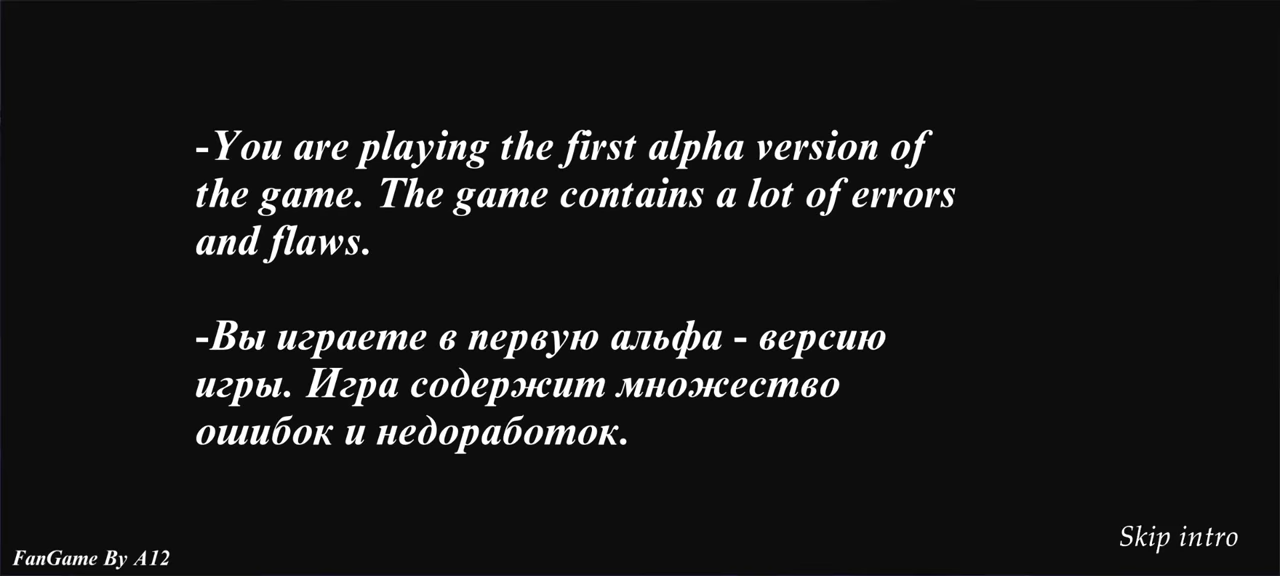 -You are playing the first alpha version of
the game. The game contains a lot of errors
and flaws.
-Вы играете в первую альфа - версию
игры. Игра содержит множество
ошибок и недоработок.
Skip intro
FanGame By A12